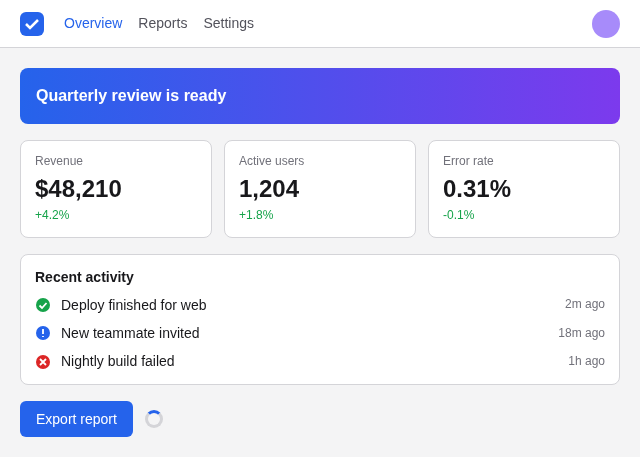 Overview Reports Settings
Quarterly review is ready
Revenue
$48,210
+4.2%
Active users
1,204
+1.8%
Error rate
0.31%
-0.1%
Recent activity
Deploy finished for web 2m ago
New teammate invited 18m ago
Nightly build failed 1h ago
Export report